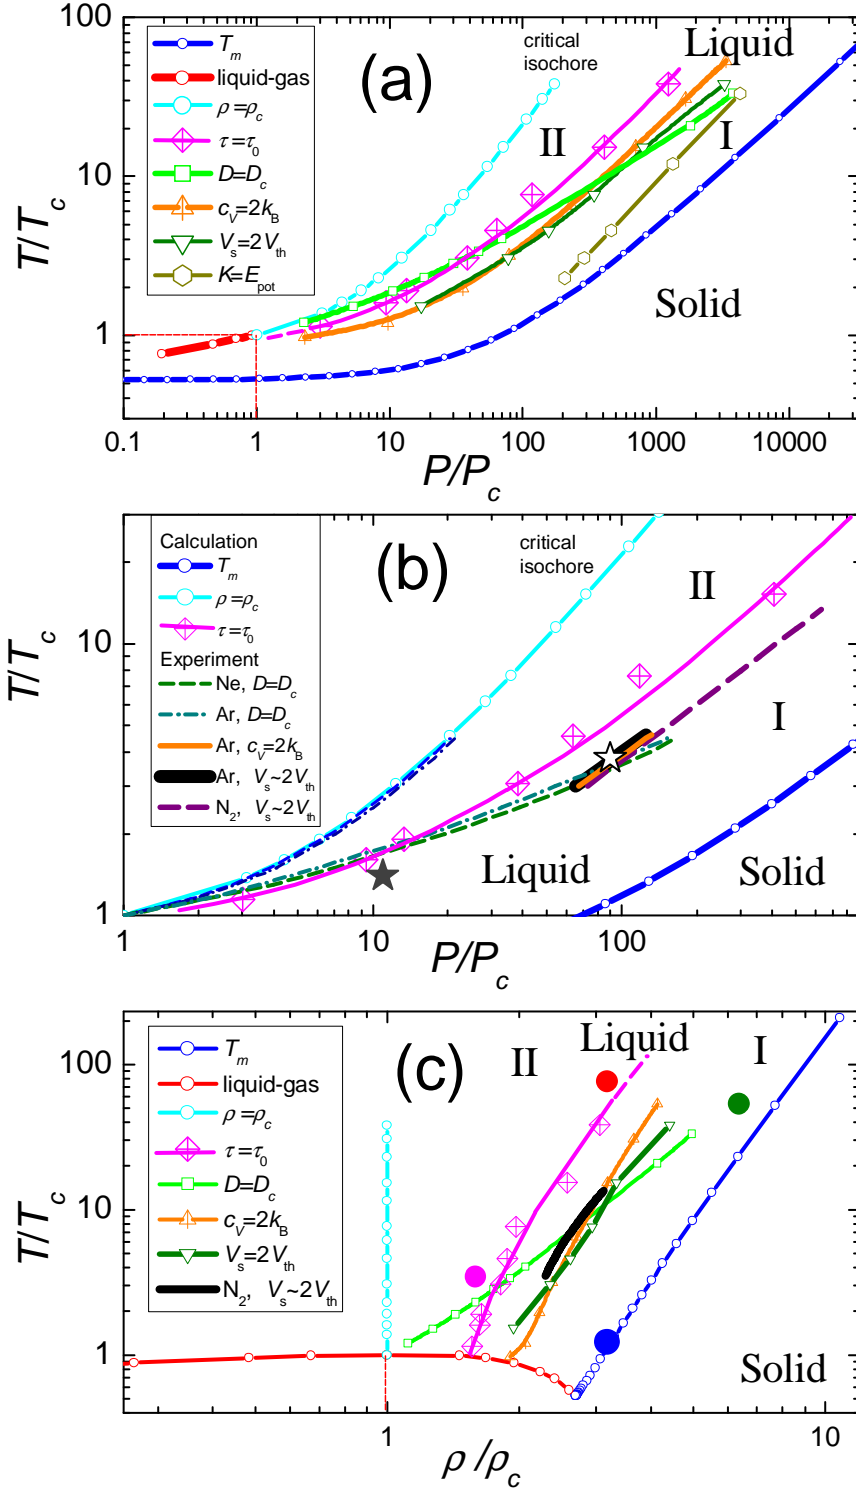 100
10
1
T/T_c
(a)
T_m
liquid-gas
ρ=ρ_c
τ=τ_0
D=D_c
c_V=2k_B
V_s=2V_th
K=E_pot
critical
isochore
Liquid
II
I
Solid
0.1 1 10 100 1000 10000
P/P_c
10
1
T/T_c
(b)
Calculation
T_m
ρ=ρ_c
τ=τ_0
Experiment
Ne, D=D_c
Ar, D=D_c
Ar, c_V=2k_B
Ar, V_s~2V_th
N_2, V_s~2V_th
critical
isochore
II
I
Liquid
Solid
1 10 100
P/P_c
100
10
1
T/T_c
(c)
T_m
liquid-gas
ρ=ρ_c
τ=τ_0
D=D_c
c_V=2k_B
V_s=2V_th
N_2, V_s~2V_th
II
Liquid
I
Solid
1 10
ρ/ρ_c